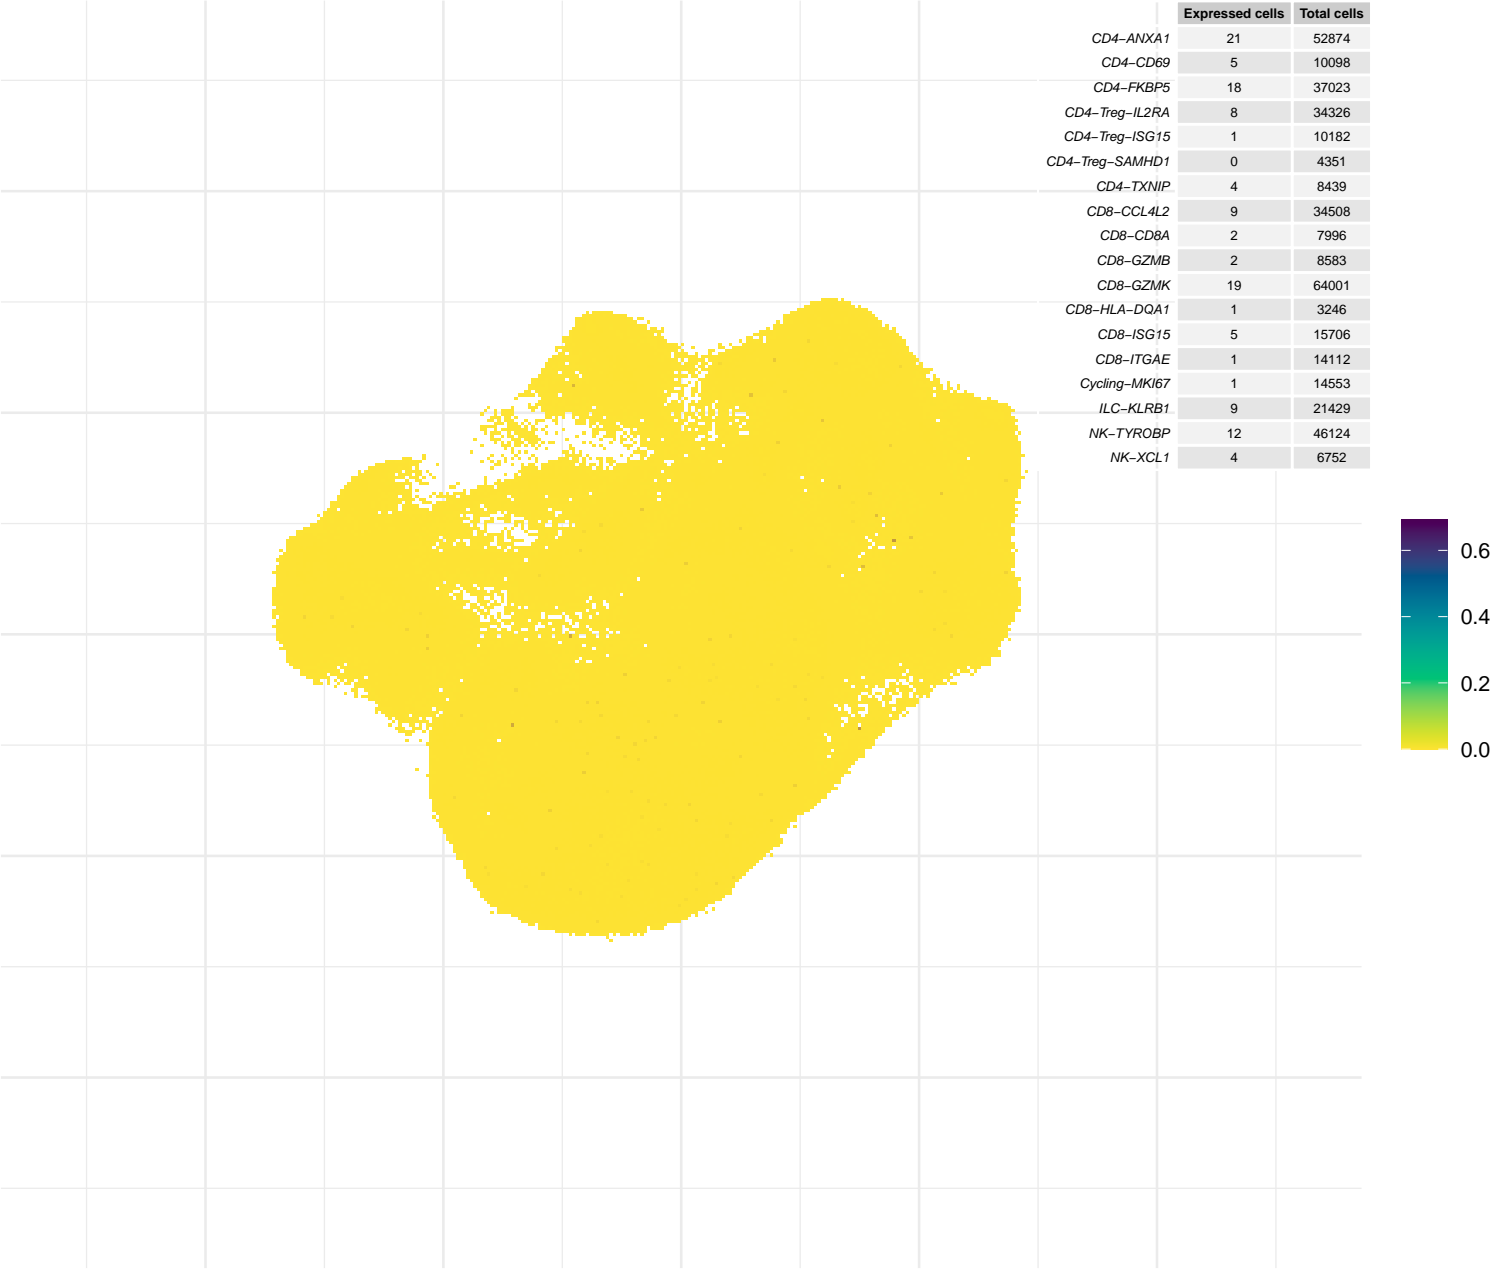 Expressed cells Total cells
CD4−ANXA1 21 52874
CD4−CD69 5 10098
CD4−FKBP5 18 37023
CD4−Treg−IL2RA 8 34326
CD4−Treg−ISG15 1 10182
CD4−Treg−SAMHD1 0 4351
CD4−TXNIP 4 8439
CD8−CCL4L2 9 34508
CD8−CD8A 2 7996
CD8−GZMB 2 8583
CD8−GZMK 19 64001
CD8−HLA−DQA1 1 3246
CD8−ISG15 5 15706
CD8−ITGAE 1 14112
Cycling−MKI67 1 14553
ILC−KLRB1 9 21429
NK−TYROBP 12 46124
NK−XCL1 4 6752
0.6
0.4
0.2
0.0